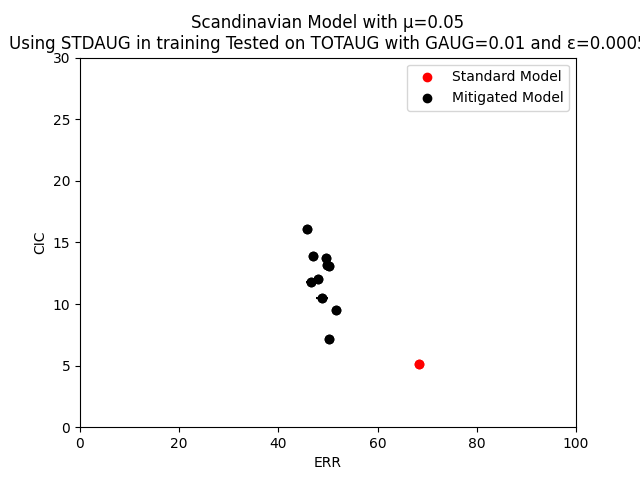 Scandinavian Model with μ=0.05
Using STDAUG in training Tested on TOTAUG with GAUG=0.01 and ε=0.0005
Standard Model
Mitigated Model
30
25
20
15
10
5
0
CIC
0 20 40 60 80 100
ERR